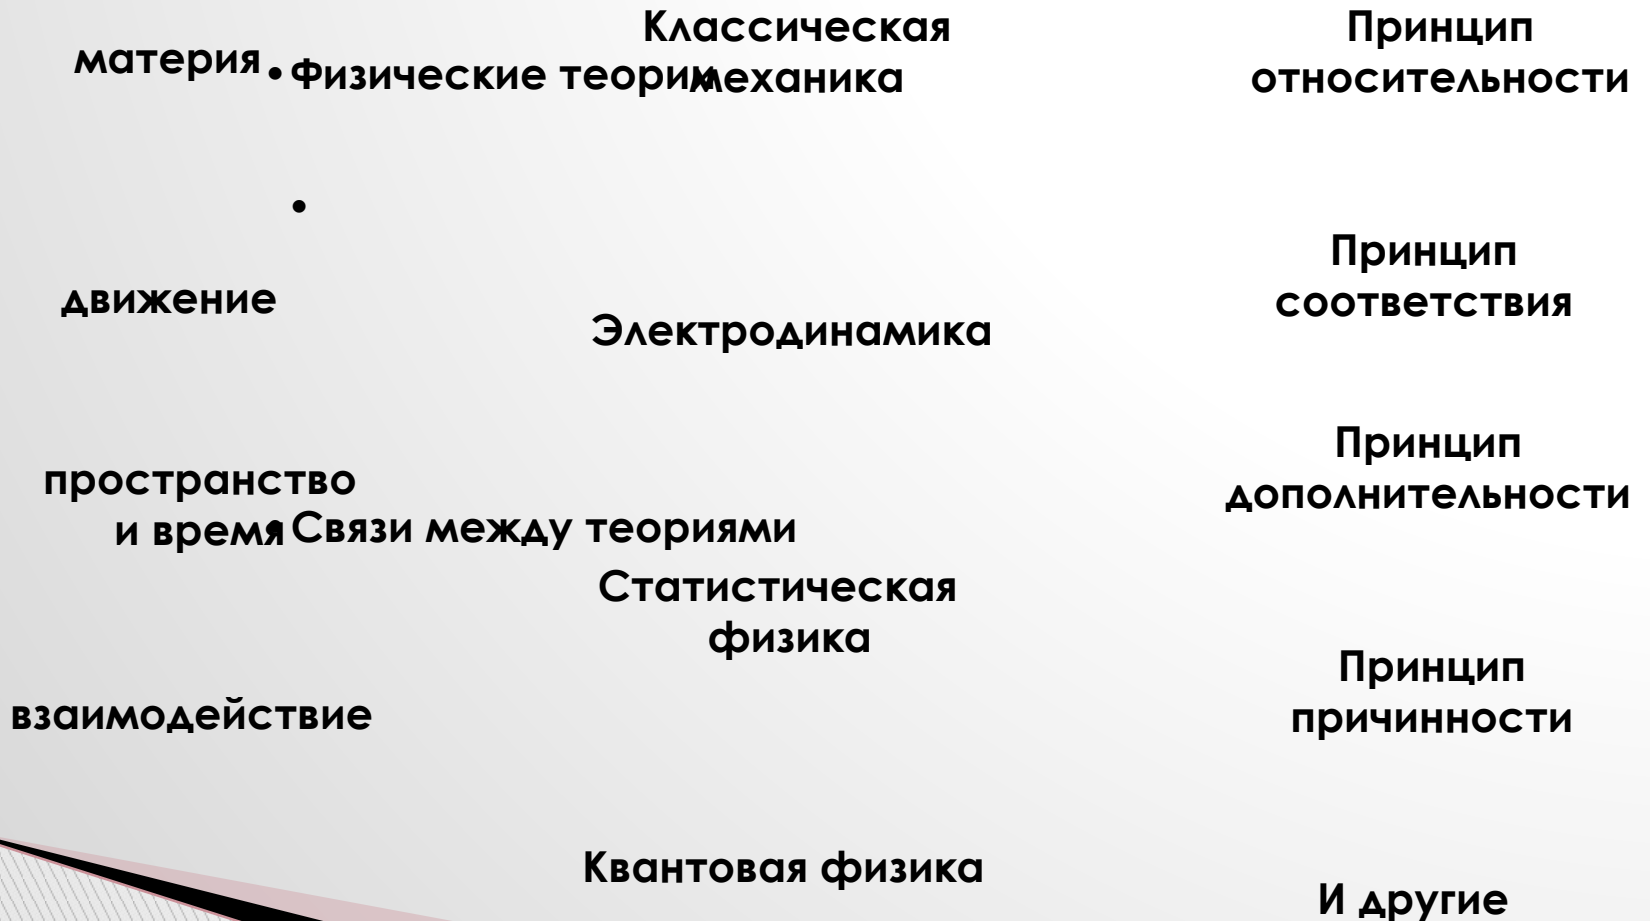 материя
• Физические теории
Классическая
механика
Принцип
относительности
•
движение
Электродинамика
Принцип
соответствия
Принцип
дополнительности
пространство
и время
• Связи между теориями
Статистическая
физика
Принцип
причинности
взаимодействие
Квантовая физика
И другие